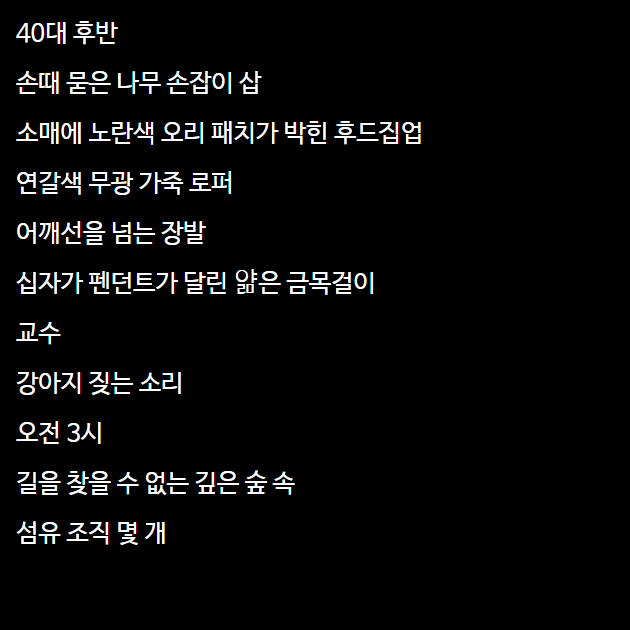 40대 후반
손때 묻은 나무 손잡이 삽
소매에 노란색 오리 패치가 박힌 후드집업
연갈색 무광 가죽 로퍼
어깨선을 넘는 장발
십자가 펜던트가 달린 얆은 금목걸이
교수
강아지 짖는 소리
오전 3시
길을 찾을 수 없는 깊은 숲 속
섬유 조직 몇 개